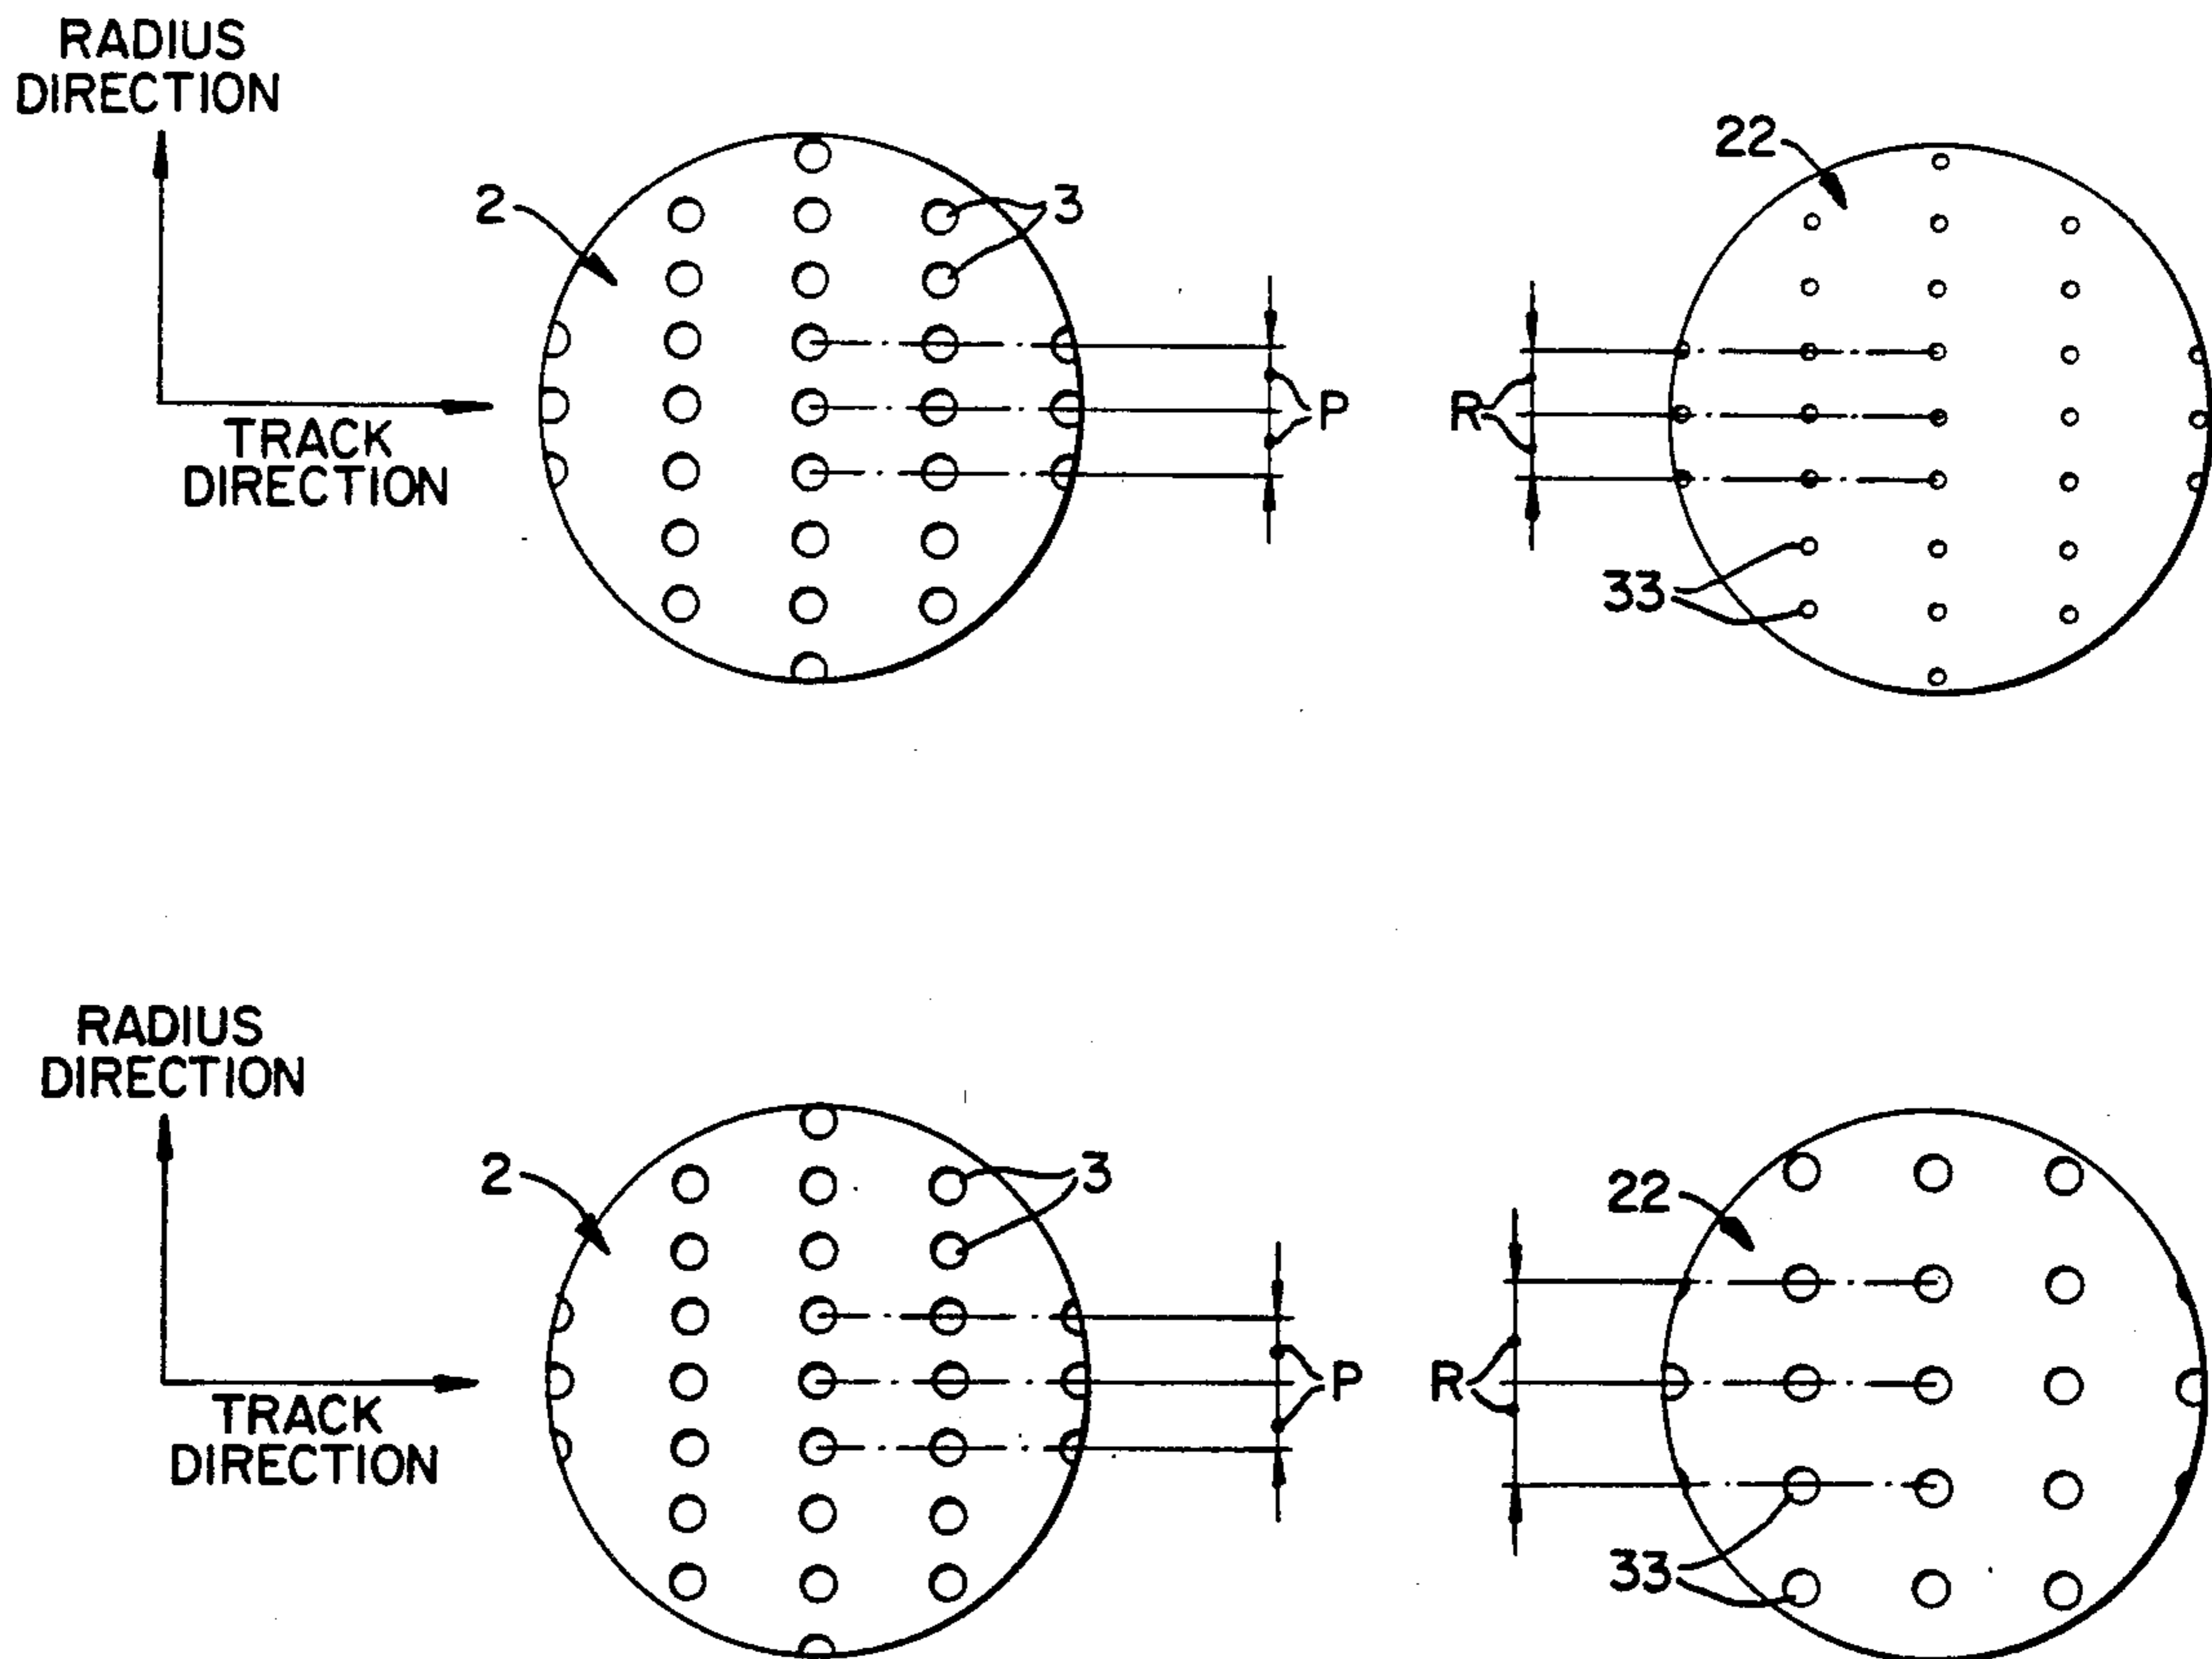 RADIUS
DIRECTION
2
3
22
P
R
TRACK
DIRECTION
33
RADIUS
DIRECTION
2
3
22
P
R
TRACK
DIRECTION
33